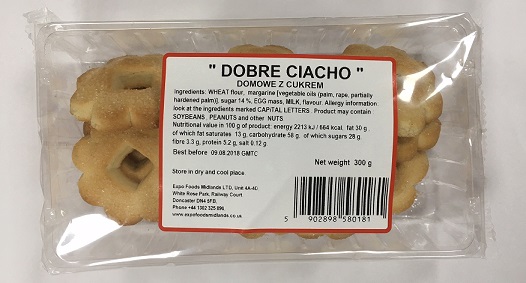 " DOBRE CIACHO "
DOMOWE Z CUKREM
Ingredients: WHEAT flour, margarine [vegetable oils (palm, rape, partially
hardened palm)], sugar 14 %, EGG mass, MILK, flavour. Allergy information
look at the ingredients marked CAPITAL LETTERS . Product may contain
SOYBEANS , PEANUTS and other NUTS
Nutritional value in 100 g of product: energy 2213 kJ / 664 kcal, fat 30 g ,
of which fat saturates 13 g, carbohydrate 58 g, of which sugars 28 g,
fibre 3.3 g, protein 5.2 g, salt 0.12 g
Best before 09.08.2018 GMTC
Net weight 300 g
Store in dry and cool place
Expo Foods Midlands LTD, Unit 4A-4D
White Rose Park, Railway Court
Doncaster DN4 5FB,
Phone +44 1302 325 896
www.expofoodsmidlands.co.uk
5 902898 580181